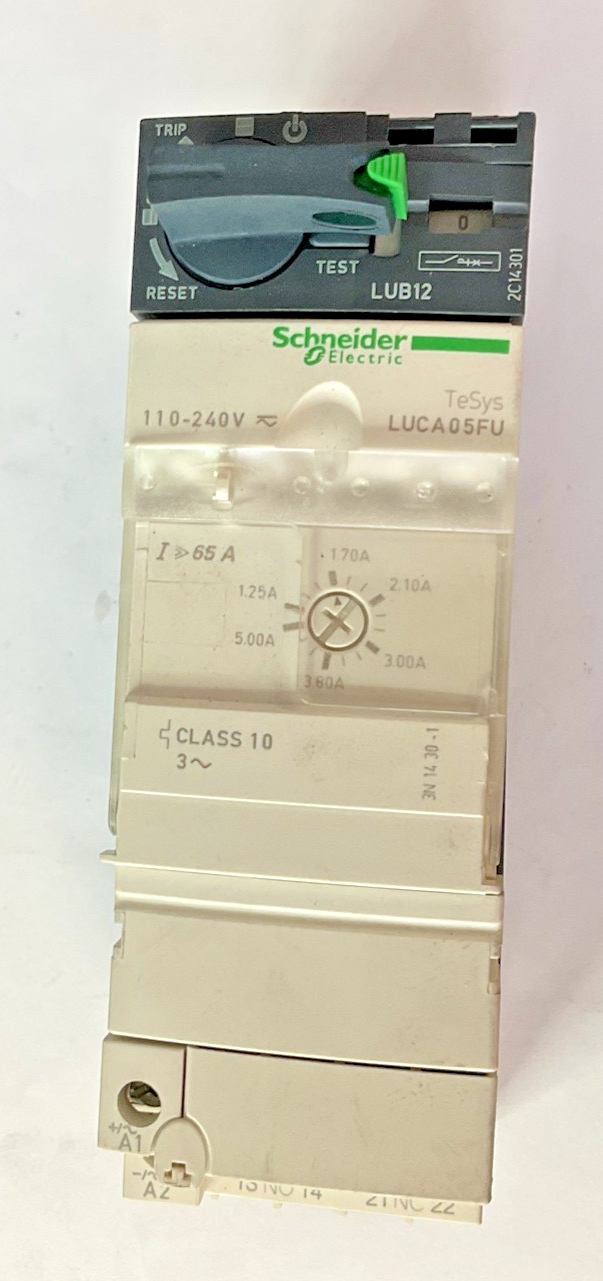 TRIP
0
2C14301
RESET
TEST
LUB12
Schneider
Electric
TeSys
110-240V
LUCA05FU
I ⋙ 65 A
1.70A
1.25A
2.10A
5.00A
3.00A
3.80A
CLASS 10
3~
3N 14 30-1
+/~
A1
-/~
A2
13 NO 14
21 NC 22